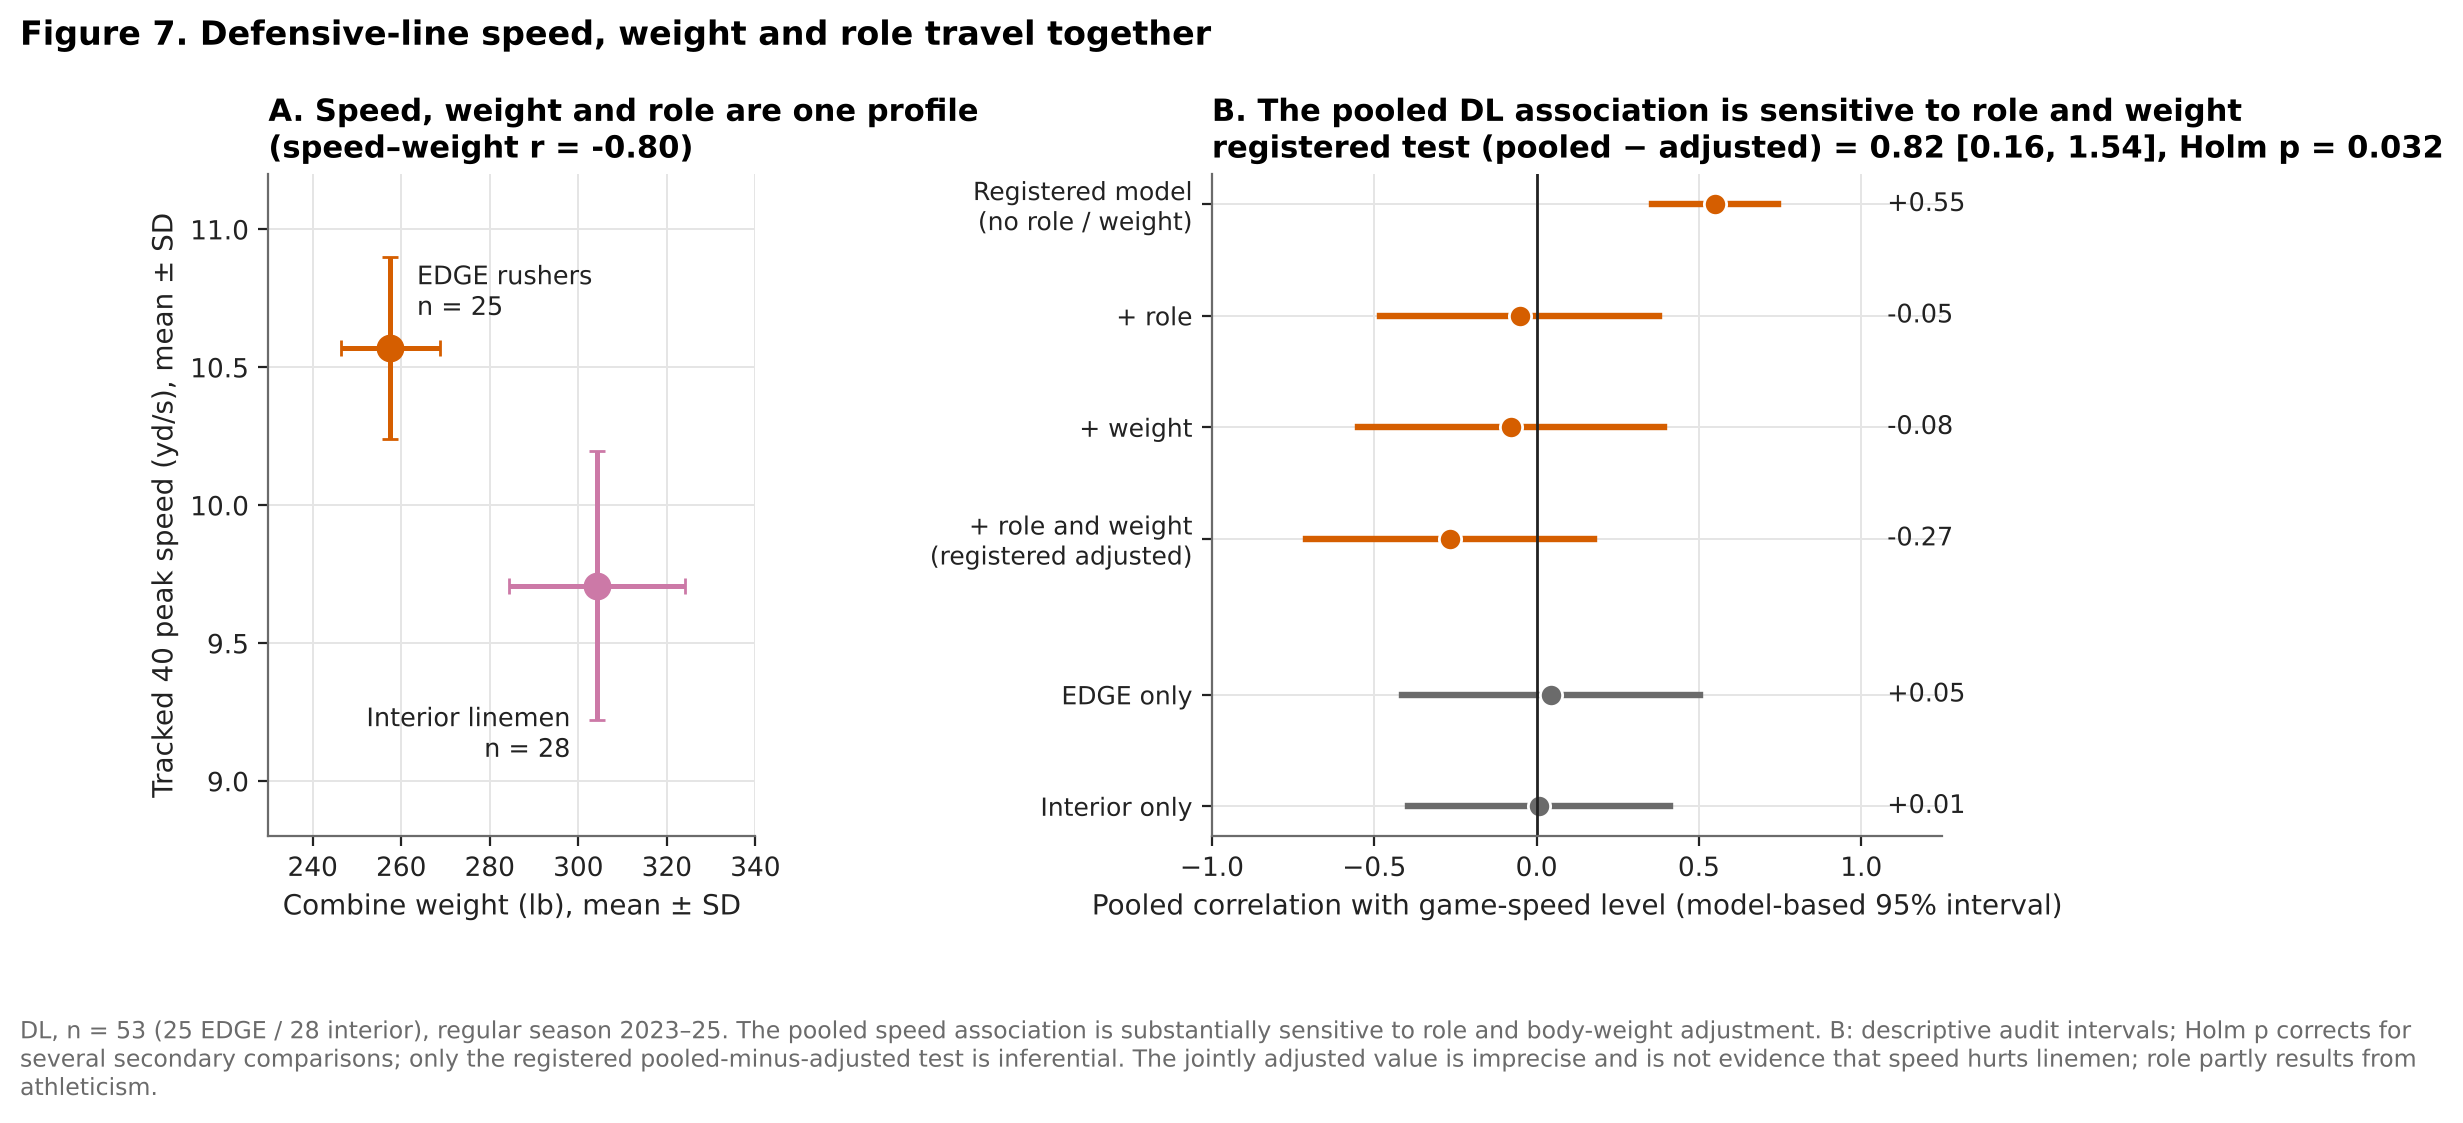 Figure 7. Defensive-line speed, weight and role travel together
A. Speed, weight and role are one profile
(speed–weight r = -0.80)
Tracked 40 peak speed (yd/s), mean ± SD
11.0
10.5
10.0
9.5
9.0
EDGE rushers
n = 25
Interior linemen
n = 28
240
260
280
300
320
340
Combine weight (lb), mean ± SD
B. The pooled DL association is sensitive to role and weight
registered test (pooled − adjusted) = 0.82 [0.16, 1.54], Holm p = 0.032
Registered model
(no role / weight)
+0.55
+ role
-0.05
+ weight
-0.08
+ role and weight
(registered adjusted)
-0.27
EDGE only
+0.05
Interior only
+0.01
−1.0
−0.5
0.0
0.5
1.0
Pooled correlation with game-speed level (model-based 95% interval)
DL, n = 53 (25 EDGE / 28 interior), regular season 2023–25. The pooled speed association is substantially sensitive to role and body-weight adjustment. B: descriptive audit intervals; Holm p corrects for
several secondary comparisons; only the registered pooled-minus-adjusted test is inferential. The jointly adjusted value is imprecise and is not evidence that speed hurts linemen; role partly results from
athleticism.